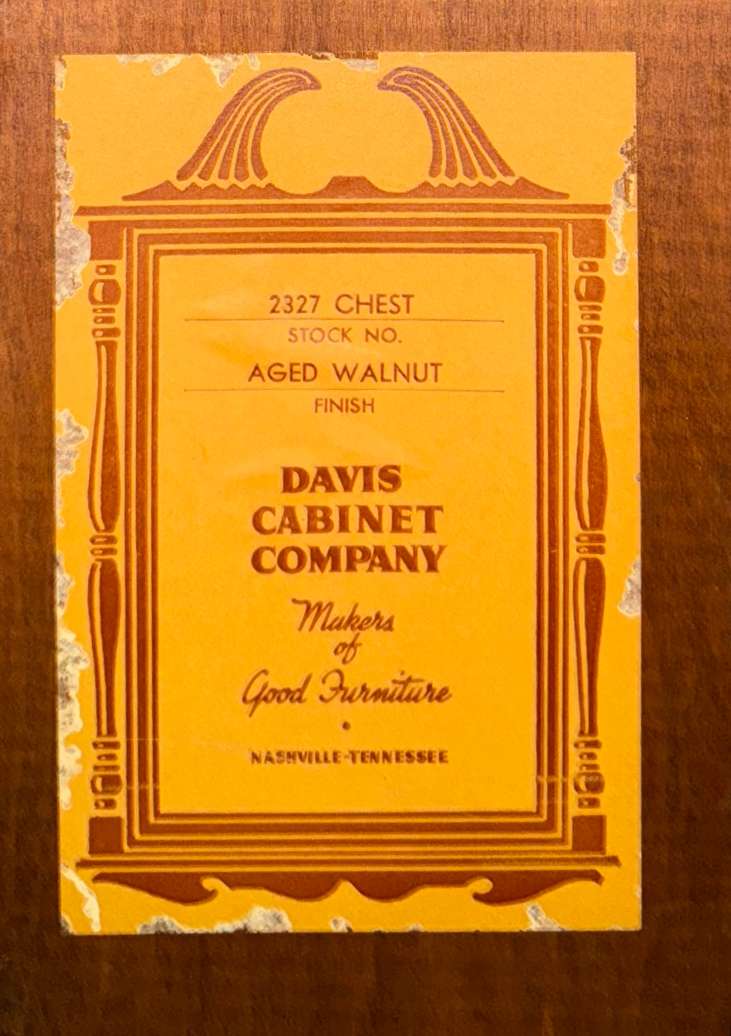 2327 CHEST
STOCK NO.
AGED WALNUT
FINISH
DAVIS
CABINET
COMPANY
Makers
of
Good Furniture
•
NASHVILLE-TENNESSEE